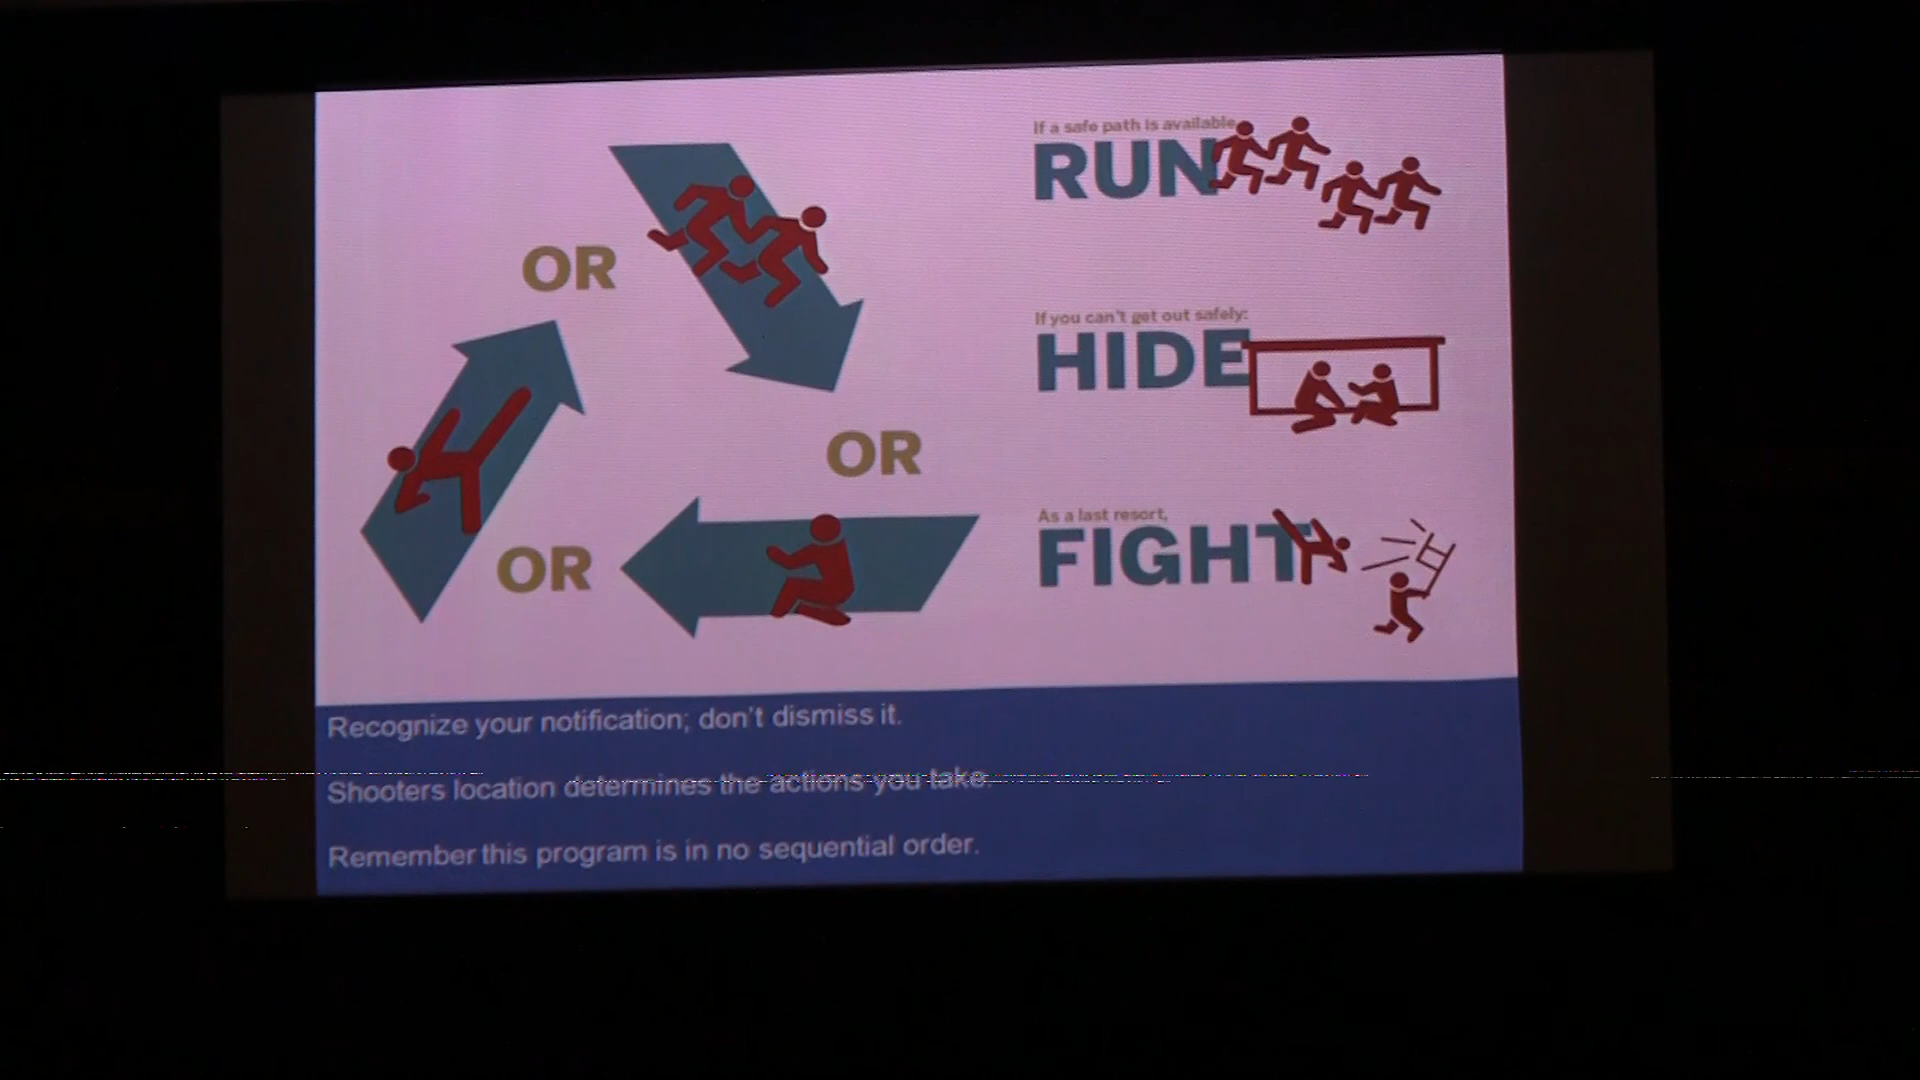 OR
OR
OR
If a safe path is available,
RUN
If you can't get out safely:
HIDE
As a last resort,
FIGHT
Recognize your notification; don't dismiss it.
Shooters location determines the actions you take.
Remember this program is in no sequential order.